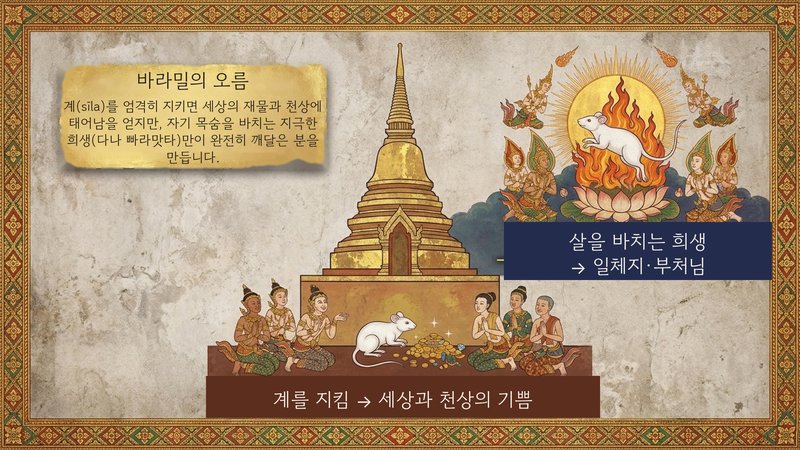 바라밀의 오름
계(sīla)를 엄격히 지키면 세상의 재물과 천상에
태어남을 얻지만, 자기 목숨을 바치는 지극한
희생(다나 빠라맛타)만이 완전히 깨달은 분을
만듭니다.
살을 바치는 희생
→ 일체지·부처님
계를 지킴 → 세상과 천상의 기쁨